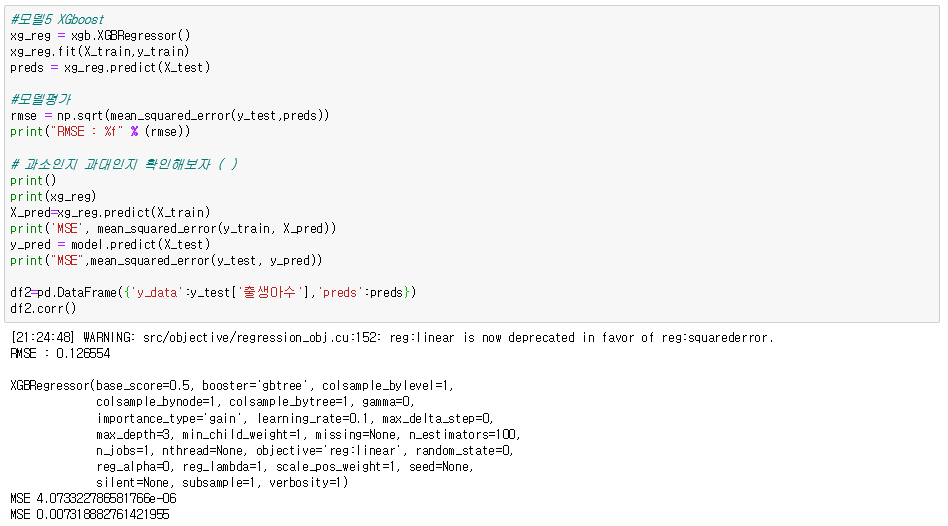 #모델5 XGboost
xg_reg = xgb.XGBRegressor()
xg_reg.fit(X_train,y_train)
preds = xg_reg.predict(X_test)
#모델평가
rmse = np.sqrt(mean_squared_error(y_test,preds))
print("RMSE : %f" % (rmse))
# 과소인지 과대인지 확인해보자 ( )
print()
print(xg_reg)
X_pred=xg_reg.predict(X_train)
print('MSE', mean_squared_error(y_train, X_pred))
y_pred = model.predict(X_test)
print("MSE",mean_squared_error(y_test, y_pred))
df2=pd.DataFrame({'y_data':y_test['출생아수'],'preds':preds})
df2.corr()
[21:24:48] WARNING: src/objective/regression_obj.cu:152: reg:linear is now deprecated in favor of reg:squarederror.
RMSE : 0.126554
XGBRegressor(base_score=0.5, booster='gbtree', colsample_bylevel=1,
colsample_bynode=1, colsample_bytree=1, gamma=0,
importance_type='gain', learning_rate=0.1, max_delta_step=0,
max_depth=3, min_child_weight=1, missing=None, n_estimators=100,
n_jobs=1, nthread=None, objective='reg:linear', random_state=0,
reg_alpha=0, reg_lambda=1, scale_pos_weight=1, seed=None,
silent=None, subsample=1, verbosity=1)
MSE 4.073322786581766e-06
MSE 0.007318882761421955